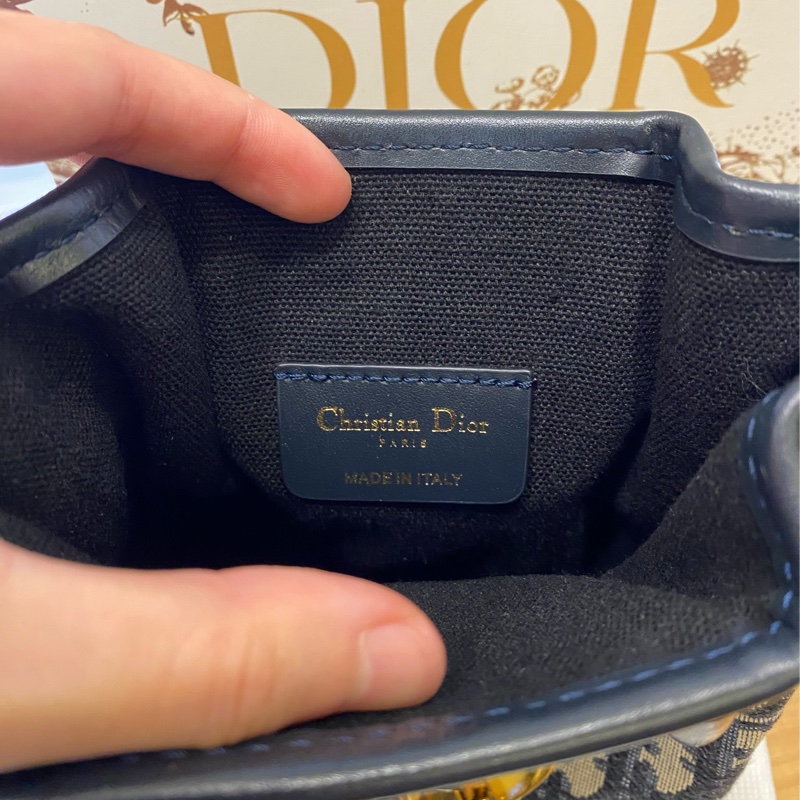 DIOR
Christian Dior
PARIS
MADE IN ITALY